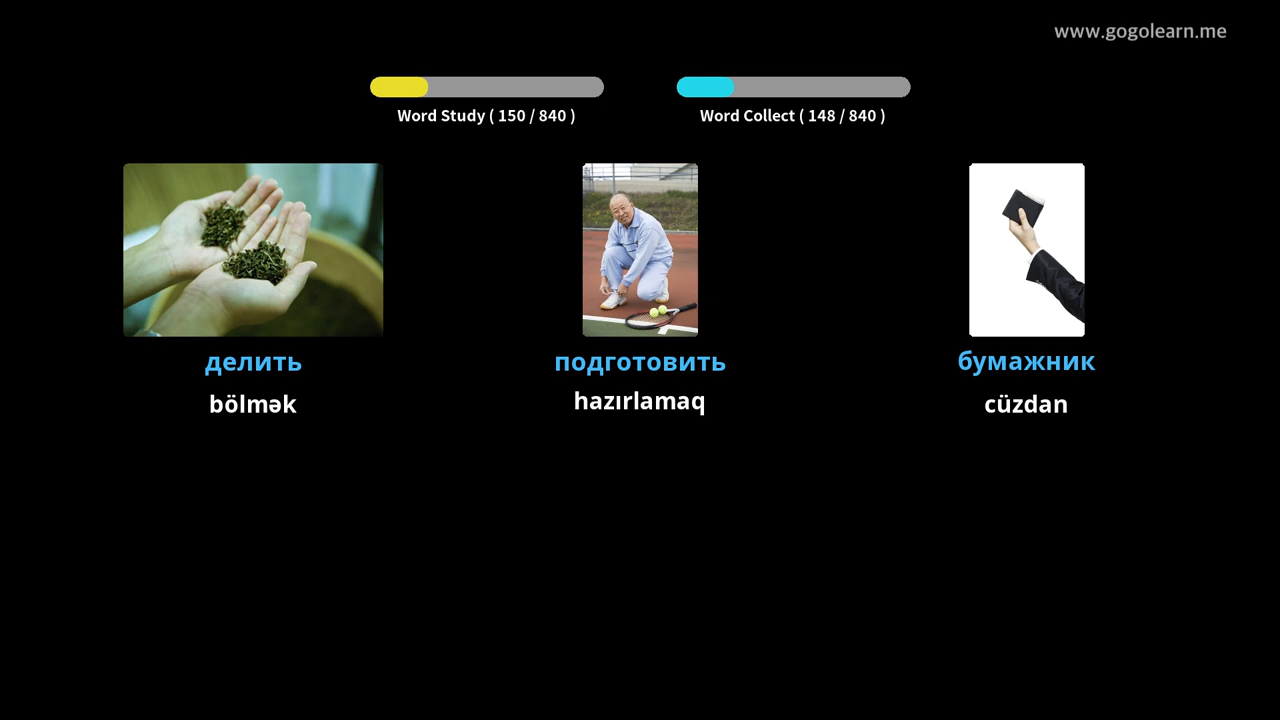 www.gogolearn.me
Word Study ( 150 / 840 )
Word Collect ( 148 / 840 )
делить
bölmək
подготовить
hazırlamaq
бумажник
cüzdan